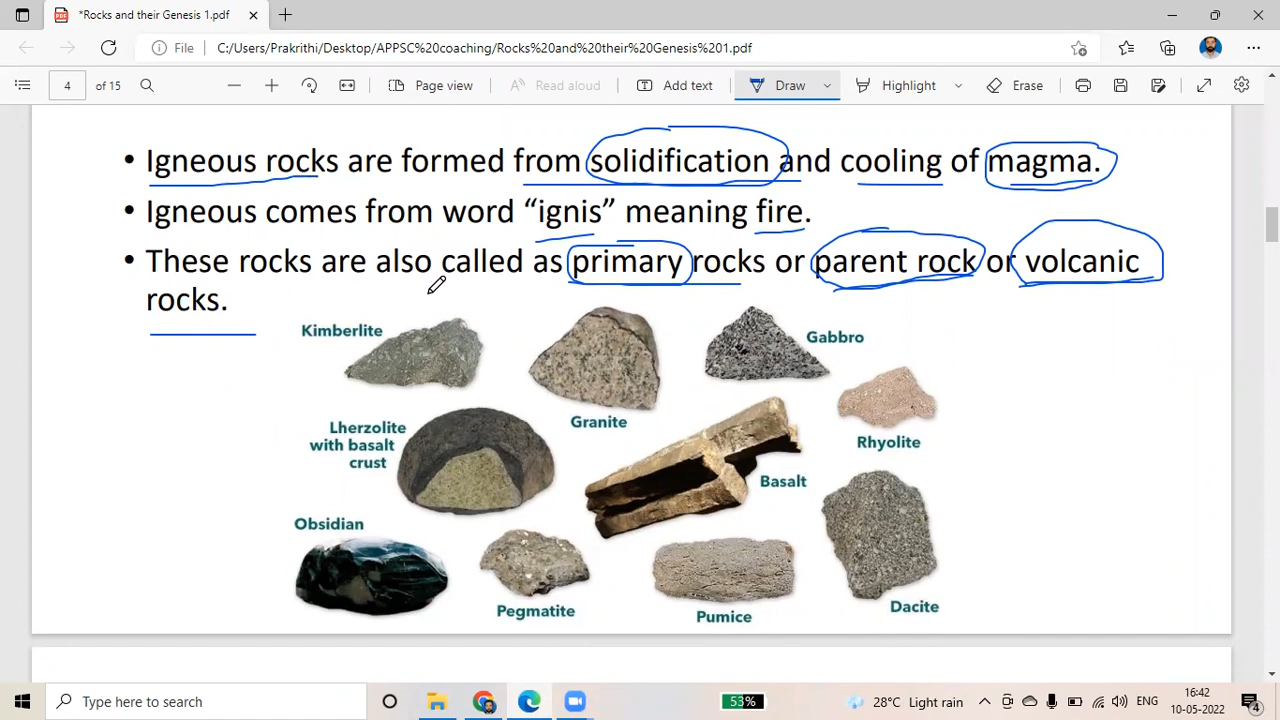 *Rocks and their Genesis 1.pdf
File
C:/Users/Prakrithi/Desktop/APPSC%20coaching/Rocks%20and%20their%20Genesis%201.pdf
4 of 15
Page view
Read aloud
Add text
Draw
Highlight
Erase
• Igneous rocks are formed from solidification and cooling of magma.
• Igneous comes from word “ignis” meaning fire.
• These rocks are also called as primary rocks or parent rock or volcanic
rocks.
Kimberlite
Granite
Gabbro
Rhyolite
Lherzolite
with basalt
crust
Basalt
Obsidian
Pegmatite
Pumice
Dacite
Type here to search
53%
28°C Light rain
ENG
16:42
10-05-2022
4